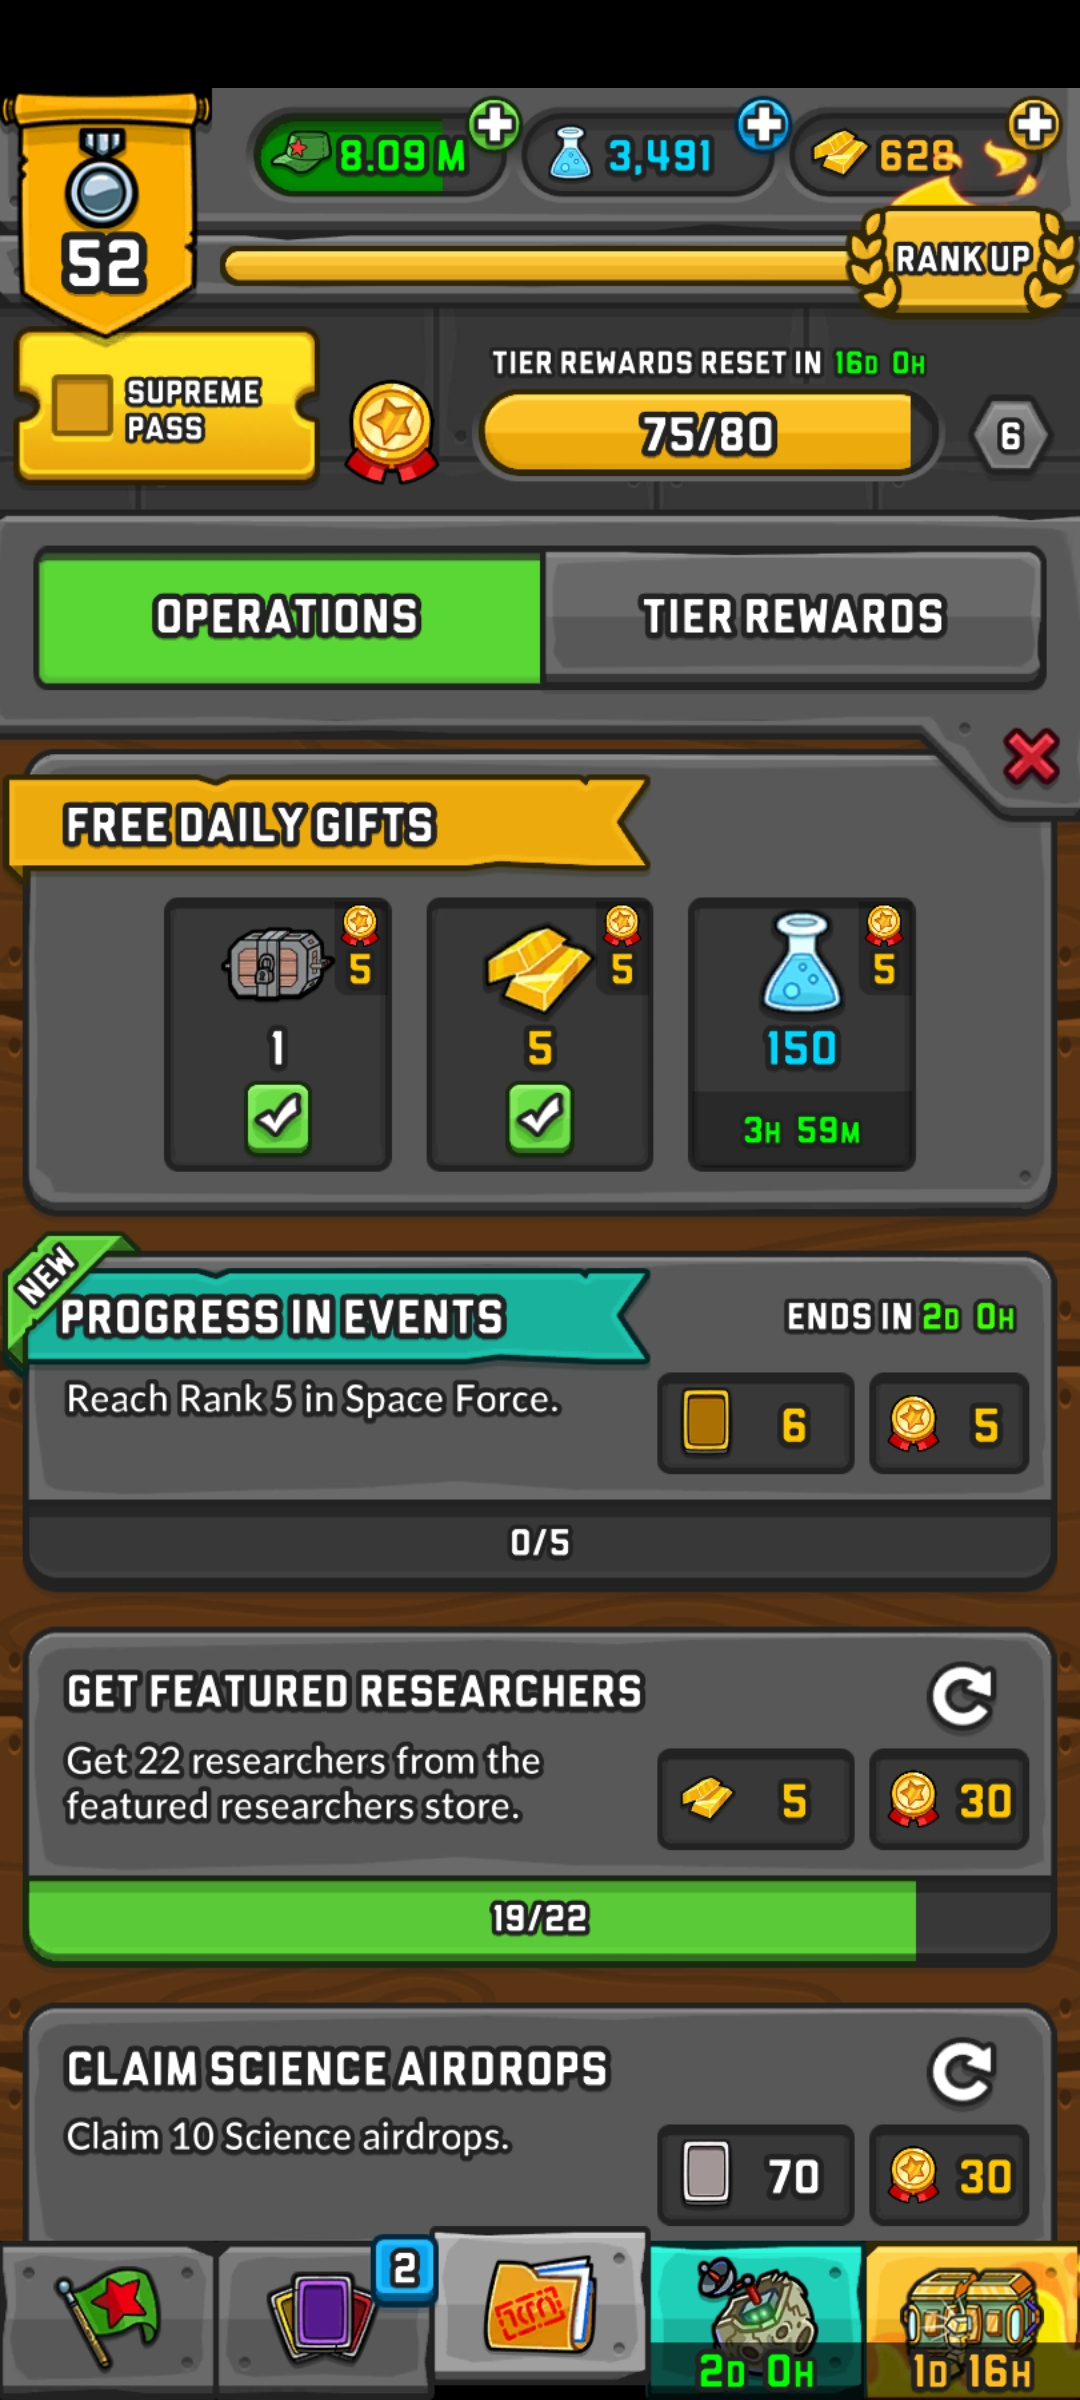 8.09 M
3,491
628
52
RANK UP
SUPREME
PASS
TIER REWARDS RESET IN 16D 0H
75/80
6
OPERATIONS
TIER REWARDS
FREE DAILY GIFTS
5
5
5
1
5
150
3H 59M
NEW
PROGRESS IN EVENTS
ENDS IN 2D 0H
Reach Rank 5 in Space Force.
6
5
0/5
GET FEATURED RESEARCHERS
Get 22 researchers from the
featured researchers store.
5
30
19/22
CLAIM SCIENCE AIRDROPS
Claim 10 Science airdrops.
70
30
2
2D 0H
1D 16H